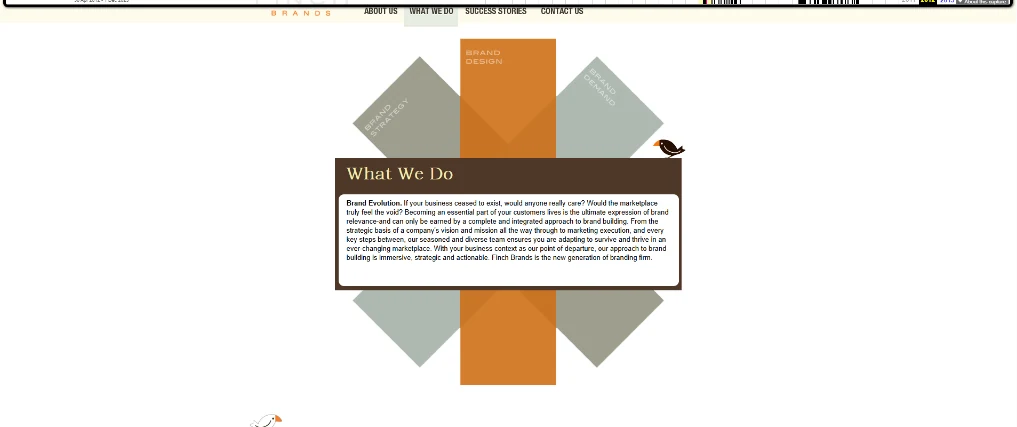 2011 2012 2013
About this capture
BRANDS
ABOUT US WHAT WE DO SUCCESS STORIES CONTACT US
BRAND
DESIGN
BRAND
STRATEGY
BRAND
DEMAND
What We Do
Brand Evolution. If your business ceased to exist, would anyone really care? Would the marketplace
truly feel the void? Becoming an essential part of your customers lives is the ultimate expression of brand
relevance-and can only be earned by a complete and integrated approach to brand building. From the
strategic basis of a company's vision and mission all the way through to marketing execution, and every
key steps between, our seasoned and diverse team ensures you are adapting to survive and thrive in an
ever-changing marketplace. With your business context as our point of departure, our approach to brand
building is immersive, strategic and actionable. Finch Brands is the new generation of branding firm.